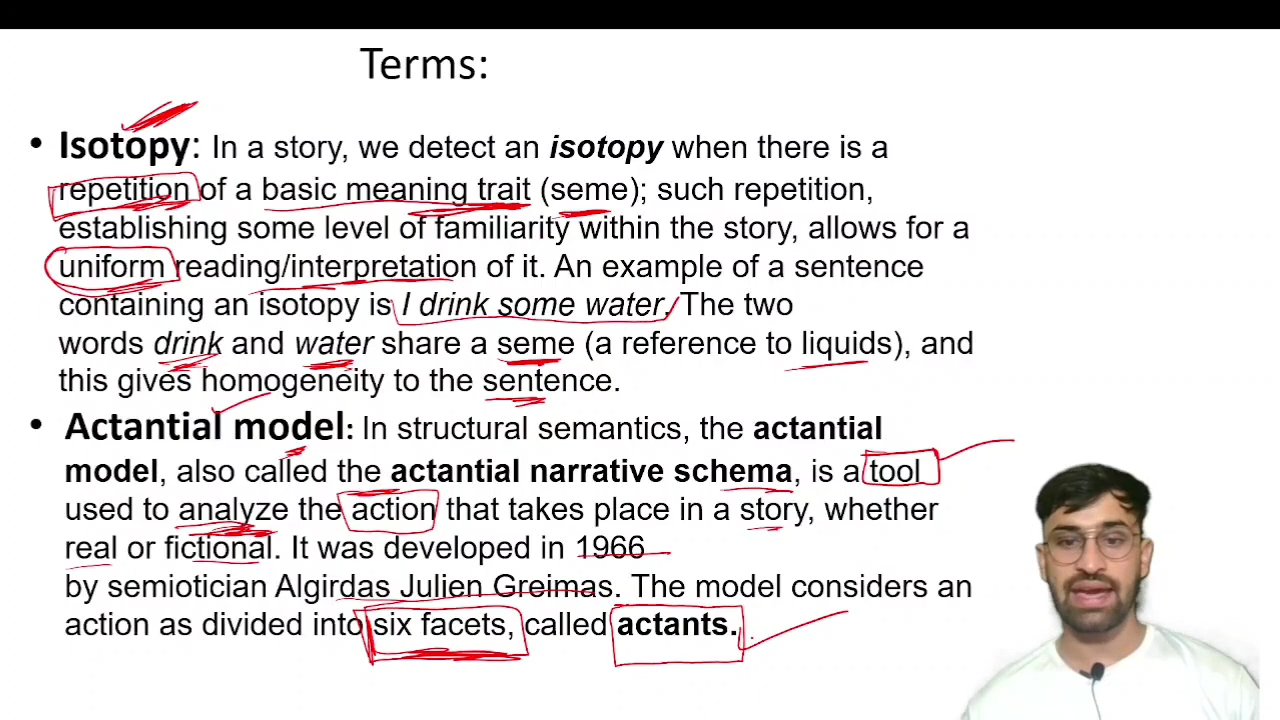 Terms:
• Isotopy: In a story, we detect an isotopy when there is a
repetition of a basic meaning trait (seme); such repetition,
establishing some level of familiarity within the story, allows for a
uniform reading/interpretation of it. An example of a sentence
containing an isotopy is I drink some water. The two
words drink and water share a seme (a reference to liquids), and
this gives homogeneity to the sentence.
• Actantial model: In structural semantics, the actantial
model, also called the actantial narrative schema, is a tool
used to analyze the action that takes place in a story, whether
real or fictional. It was developed in 1966
by semiotician Algirdas Julien Greimas. The model considers an
action as divided into six facets, called actants.